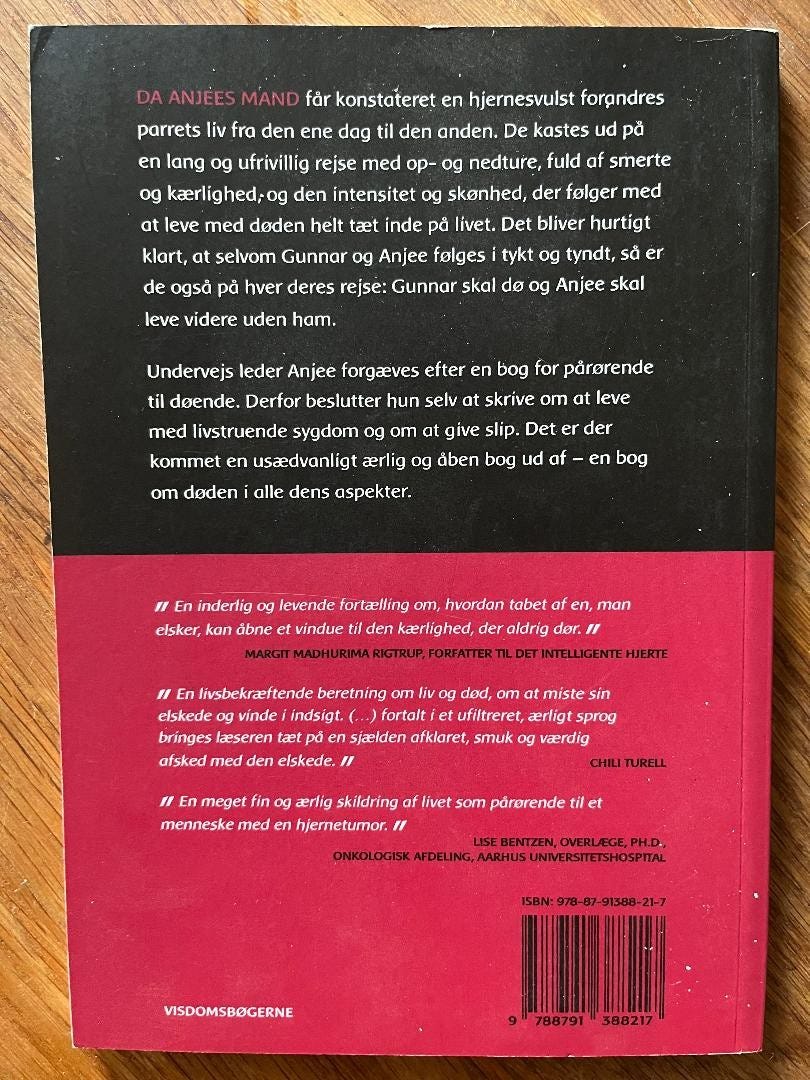 DA ANJEES MAND får konstateret en hjernesvulst forandres
parrets liv fra den ene dag til den anden. De kastes ud på
en lang og ufrivillig rejse med op- og nedture, fuld af smerte
og kærlighed, og den intensitet og skønhed, der følger med
at leve med døden helt tæt inde på livet. Det bliver hurtigt
klart, at selvom Gunnar og Anjee følges i tykt og tyndt, så er
de også på hver deres rejse: Gunnar skal dø og Anjee skal
leve videre uden ham.
Undervejs leder Anjee forgæves efter en bog for pårørende
til døende. Derfor beslutter hun selv at skrive om at leve
med livstruende sygdom og om at give slip. Det er der
kommet en usædvanligt ærlig og åben bog ud af – en bog
om døden i alle dens aspekter.
" En inderlig og levende fortælling om, hvordan tabet af en, man
elsker, kan åbne et vindue til den kærlighed, der aldrig dør. "
MARGIT MADHURIMA RIGTRUP, FORFATTER TIL DET INTELLIGENTE HJERTE
" En livsbekræftende beretning om liv og død, om at miste sin
elskede og vinde i indsigt. (...) fortalt i et ufiltreret, ærligt sprog
bringes læseren tæt på en sjælden afklaret, smuk og værdig
afsked med den elskede. "
CHILI TURELL
" En meget fin og ærlig skildring af livet som pårørende til et
menneske med en hjernetumor. "
LISE BENTZEN, OVERLÆGE, PH.D.,
ONKOLOGISK AFDELING, AARHUS UNIVERSITETSHOSPITAL
ISBN: 978-87-91388-21-7
9 788791 388217
VISDOMSBØGERNE